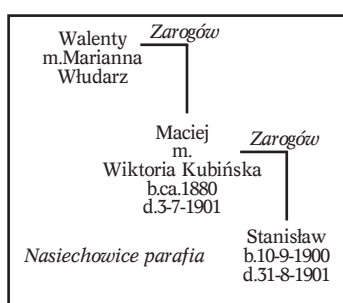 Walenty
Zarogów
m.Marianna
Włudarz
Maciej
m.
Zarogów
Wiktoria Kubińska
b.ca.1880
d.3-7-1901
Stanisław
Nasiechowice parafia
b.10-9-1900
d.31-8-1901